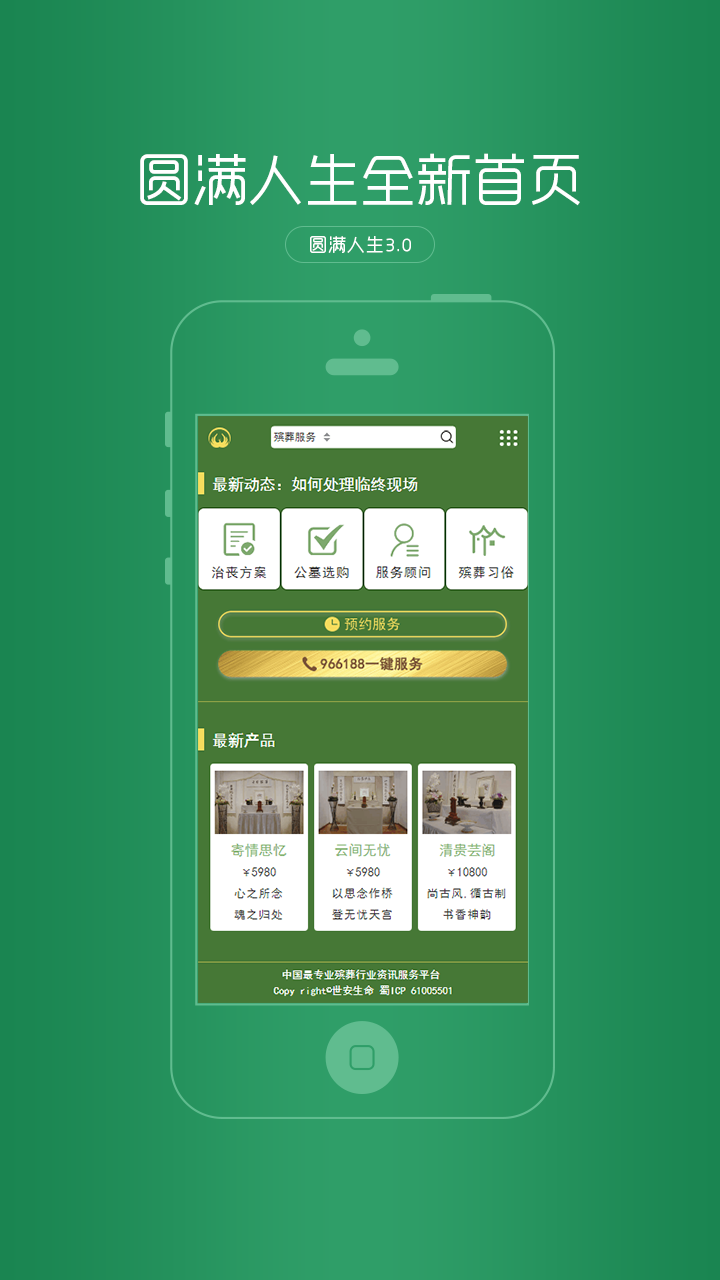 圆满人生全新首页
圆满人生3.0
殡葬服务
最新动态：如何处理临终现场
治丧方案
公墓选购
服务顾问
殡葬习俗
预约服务
966188一键服务
最新产品
寄情思忆
￥5980
心之所念
魂之归处
云间无忧
￥5980
以思念作桥
登无忧天宫
清贵芸阁
￥10800
尚古风,循古制
书香神韵
中国最专业殡葬行业资讯服务平台
Copy right©世安生命 蜀ICP 61005501